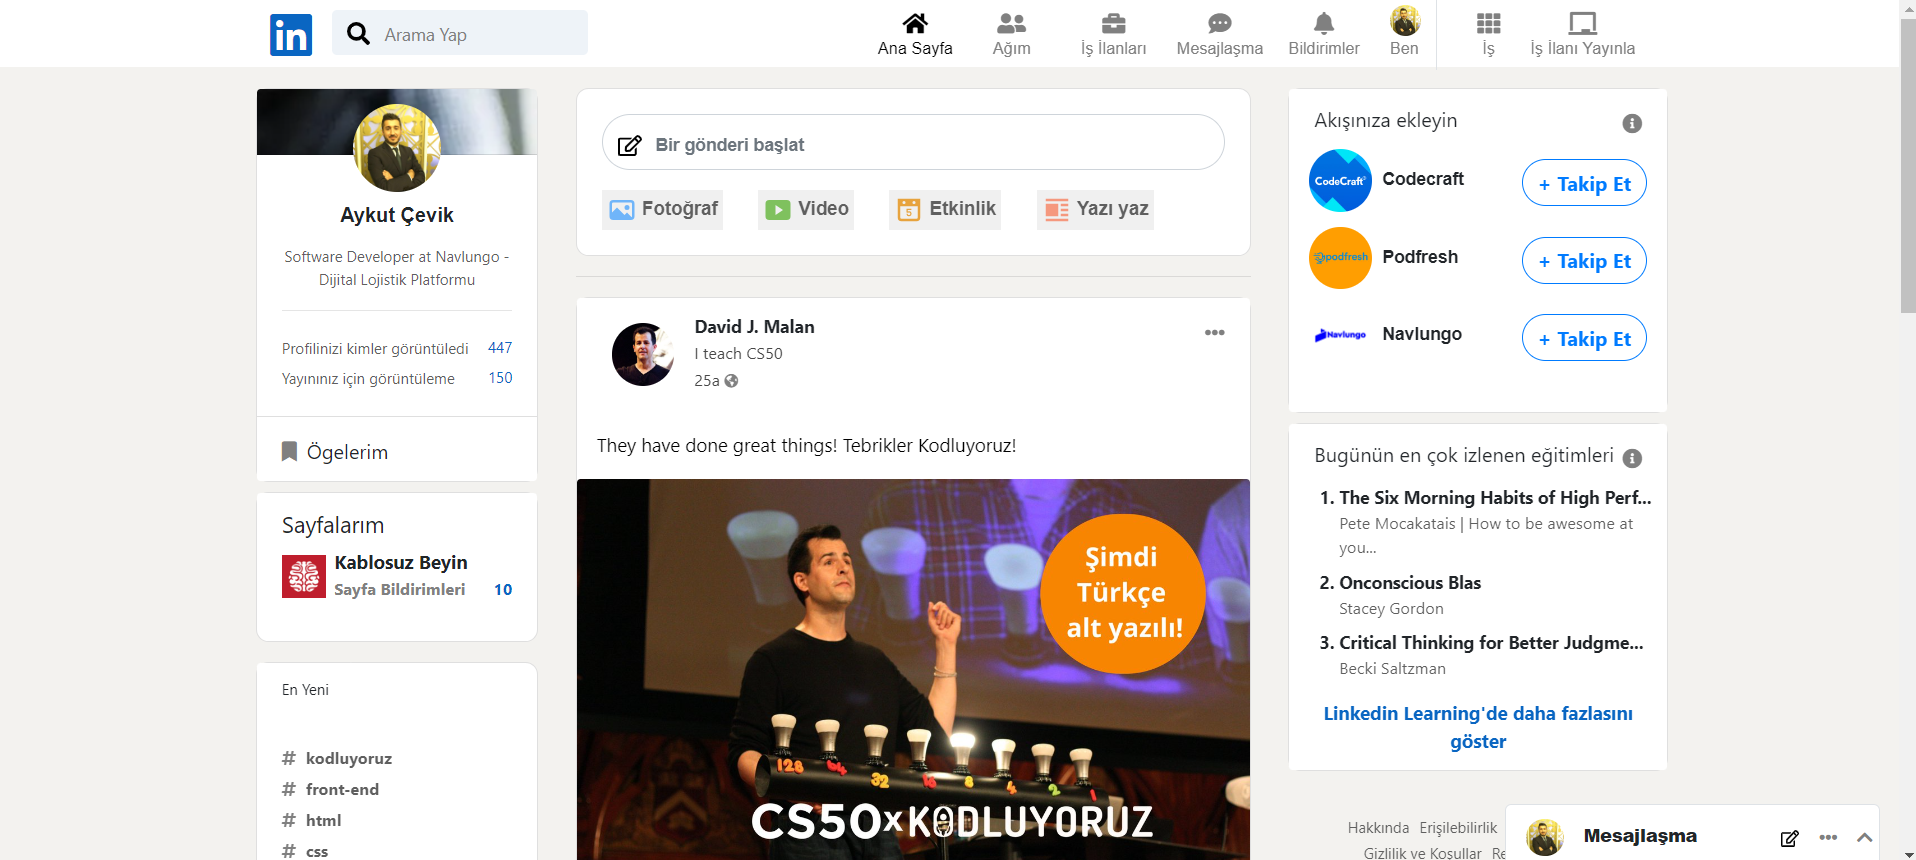 in
Arama Yap
Ana Sayfa
Ağım
İş İlanları
Mesajlaşma
Bildirimler
Ben
İş
İş İlanı Yayınla
Aykut Çevik
Software Developer at Navlungo -
Dijital Lojistik Platformu
Profilinizi kimler görüntüledi 447
Yayınınız için görüntüleme 150
Ögelerim
Sayfalarım
Kablosuz Beyin
Sayfa Bildirimleri 10
En Yeni
# kodluyoruz
# front-end
# html
# css
Bir gönderi başlat
Fotoğraf
Video
5
Etkinlik
Yazı yaz
David J. Malan
I teach CS50
25a
They have done great things! Tebrikler Kodluyoruz!
Şimdi
Türkçe
alt yazılı!
128 64 32 16 8 4 2 1
CS50xKODLUYORUZ
Akışınıza ekleyin
CodeCraft
Codecraft
+ Takip Et
podfresh
Podfresh
+ Takip Et
Navlungo
Navlungo
+ Takip Et
Bugünün en çok izlenen eğitimleri
1. The Six Morning Habits of High Perf...
Pete Mocakatais | How to be awesome at
you...
2. Onconscious Blas
Stacey Gordon
3. Critical Thinking for Better Judgme...
Becki Saltzman
Linkedin Learning'de daha fazlasını
göster
Hakkında Erişilebilirlik
Gizlilik ve Koşullar Re
Mesajlaşma